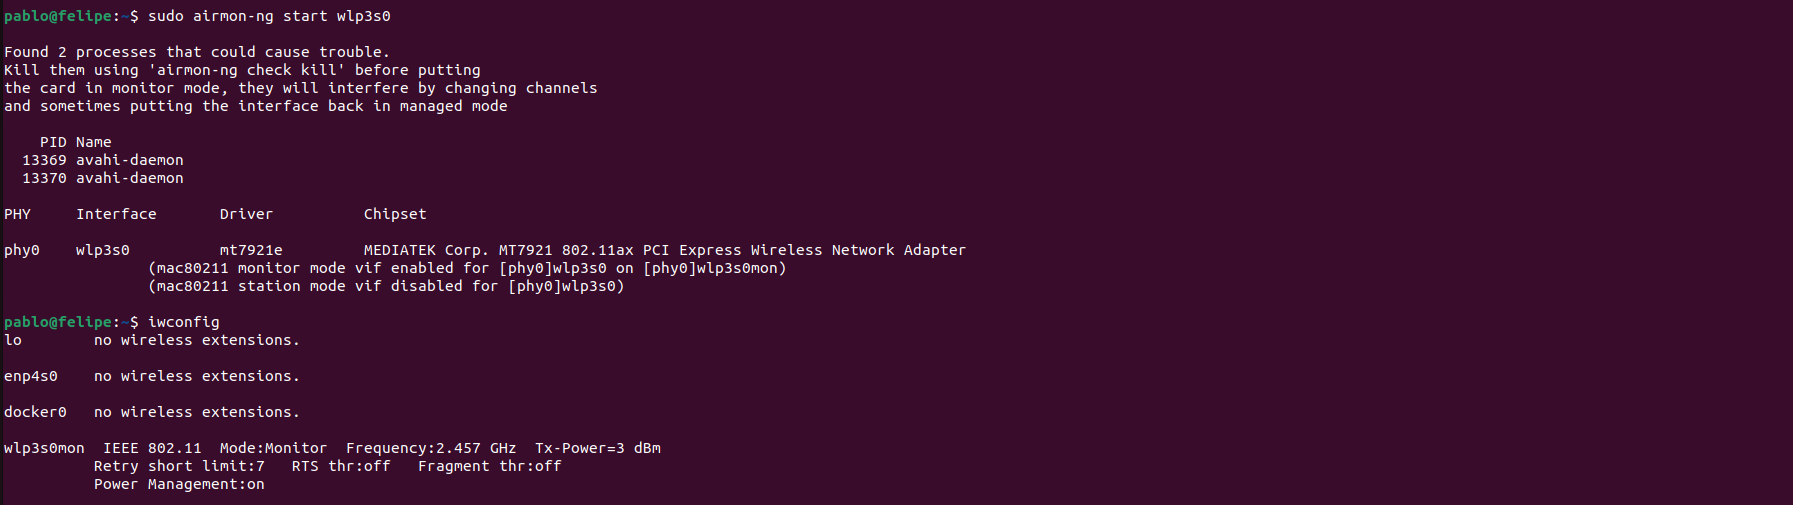 pablo@felipe:~$ sudo airmon-ng start wlp3s0
Found 2 processes that could cause trouble.
Kill them using 'airmon-ng check kill' before putting
the card in monitor mode, they will interfere by changing channels
and sometimes putting the interface back in managed mode
PID Name
13369 avahi-daemon
13370 avahi-daemon
PHY Interface Driver Chipset
phy0 wlp3s0 mt7921e MEDIATEK Corp. MT7921 802.11ax PCI Express Wireless Network Adapter
(mac80211 monitor mode vif enabled for [phy0]wlp3s0 on [phy0]wlp3s0mon)
(mac80211 station mode vif disabled for [phy0]wlp3s0)
pablo@felipe:~$ iwconfig
lo no wireless extensions.
enp4s0 no wireless extensions.
docker0 no wireless extensions.
wlp3s0mon IEEE 802.11 Mode:Monitor Frequency:2.457 GHz Tx-Power=3 dBm
Retry short limit:7 RTS thr:off Fragment thr:off
Power Management:on